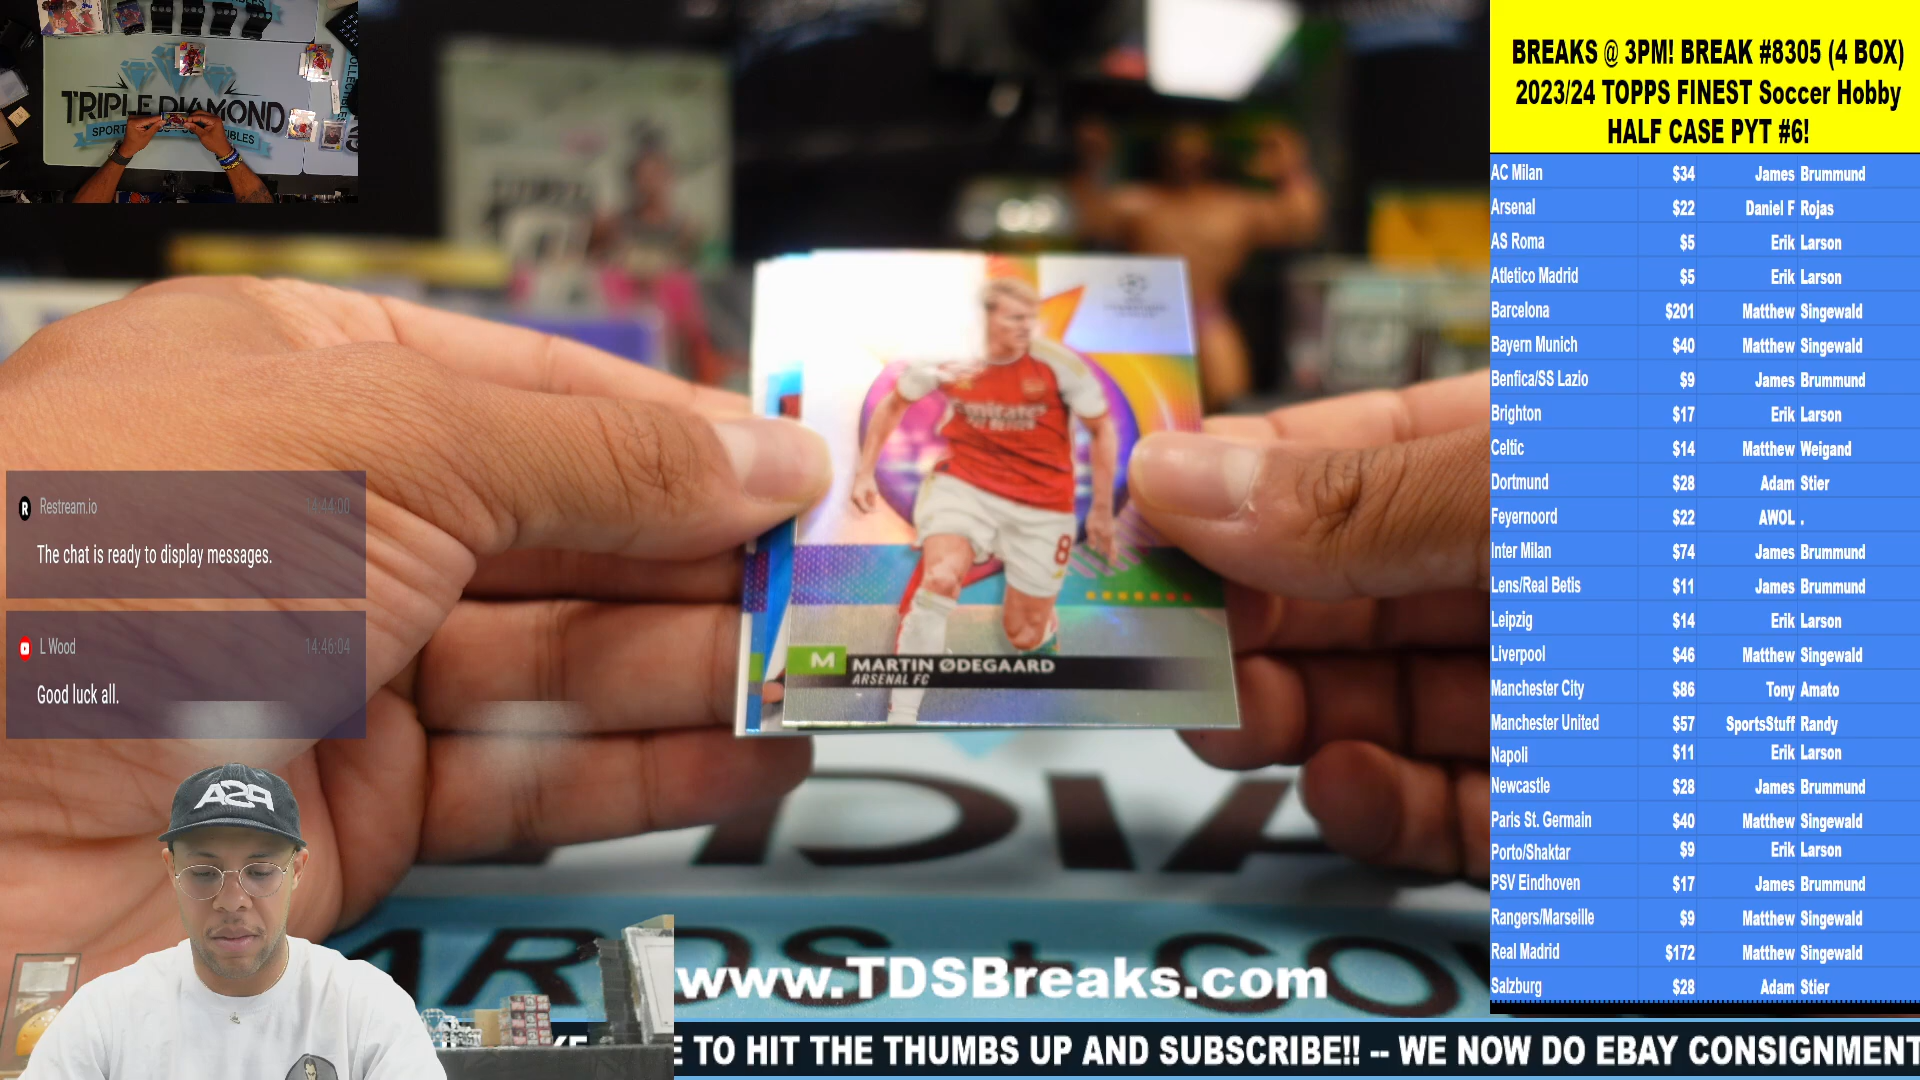 TRIPLE DIAMOND
BREAKS @ 3PM! BREAK #8305 (4 BOX)
2023/24 TOPPS FINEST Soccer Hobby
HALF CASE PYT #6!
AC Milan $34 James Brummund
Arsenal $22 Daniel F Rojas
AS Roma $5 Erik Larson
Atletico Madrid $5 Erik Larson
Barcelona $201 Matthew Singewald
Bayern Munich $40 Matthew Singewald
Benfica/SS Lazio $9 James Brummund
Brighton $17 Erik Larson
Celtic $14 Matthew Weigand
Dortmund $28 Adam Stier
Feyernoord $22 AWOL .
Inter Milan $74 James Brummund
Lens/Real Betis $11 James Brummund
Leipzig $14 Erik Larson
Liverpool $46 Matthew Singewald
Manchester City $86 Tony Amato
Manchester United $57 SportsStuff Randy
Napoli $11 Erik Larson
Newcastle $28 James Brummund
Paris St. Germain $40 Matthew Singewald
Porto/Shaktar $9 Erik Larson
PSV Eindhoven $17 James Brummund
Rangers/Marseille $9 Matthew Singewald
Real Madrid $172 Matthew Singewald
Salzburg $28 Adam Stier
Emirates
8
M MARTIN ØDEGAARD
ARSENAL FC
Restream.io 14:44:00
The chat is ready to display messages.
L Wood 14:46:04
Good luck all.
www.TDSBreaks.com
E TO HIT THE THUMBS UP AND SUBSCRIBE!! -- WE NOW DO EBAY CONSIGNMENT